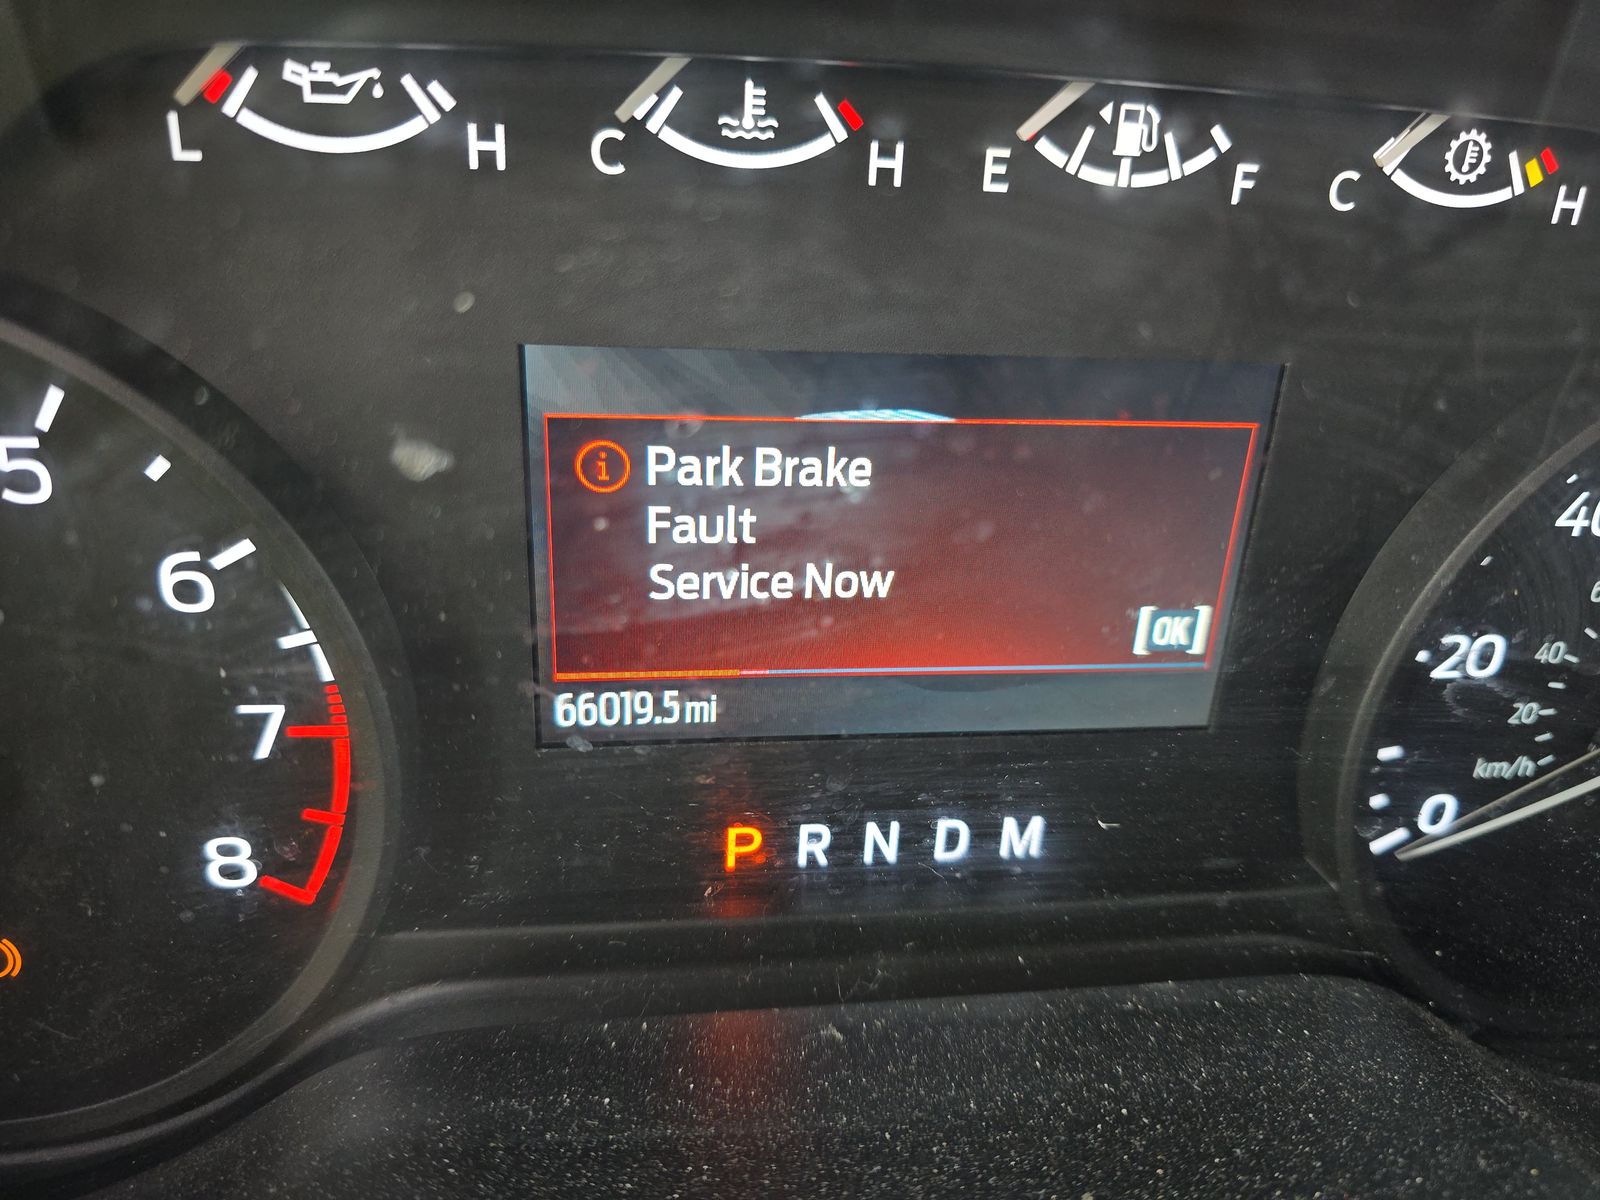 L H C H E F C H
5
6
7
8
Park Brake
Fault
Service Now
[OK]
66019.5 mi
P R N D M
20
40
20
km/h
0